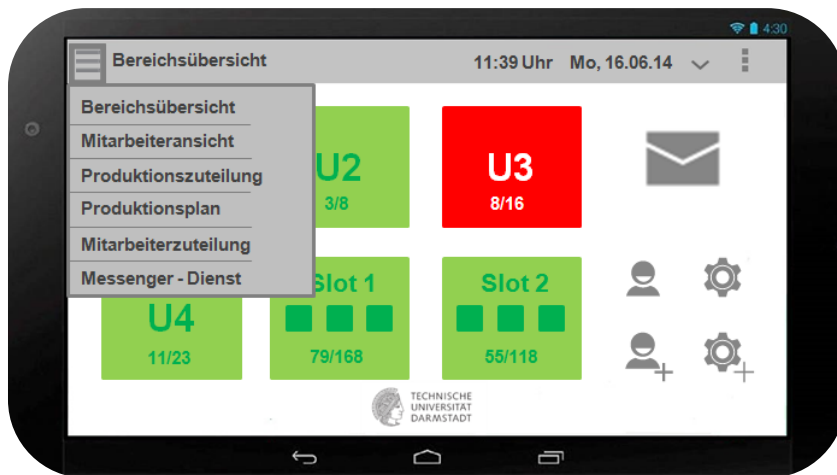 4:30
Bereichsübersicht 11:39 Uhr Mo, 16.06.14
Bereichsübersicht
Mitarbeiteransicht
Produktionszuteilung
Produktionsplan
Mitarbeiterzuteilung
Messenger - Dienst
U2
3/8
U3
8/16
U4
11/23
Slot 1
79/168
Slot 2
55/118
TECHNISCHE
UNIVERSITÄT
DARMSTADT